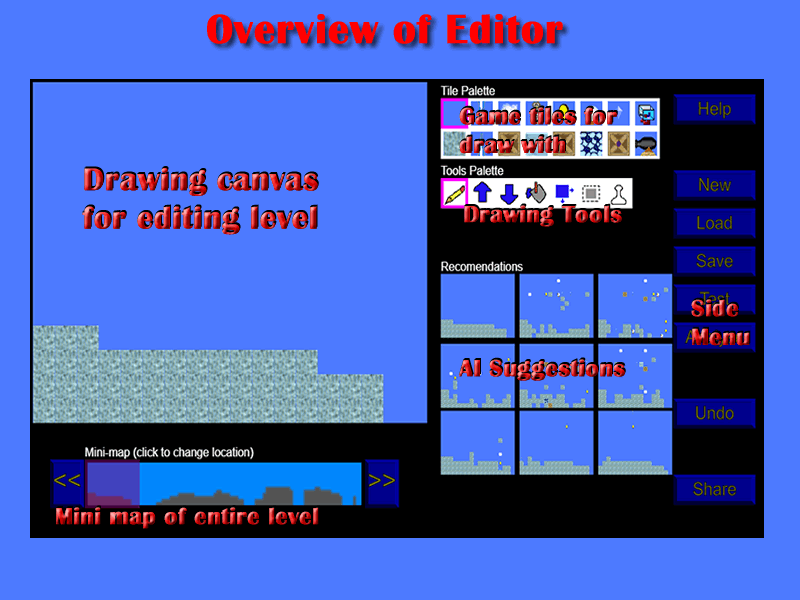 Overview of Editor
Tile Palette
Game tiles for
draw with
Tools Palette
Drawing Tools
Drawing canvas
for editing level
Recomendations
AI Suggestions
Help
New
Load
Save
Test
Side
Menu
Undo
Share
Mini-map (click to change location)
<<
>>
Mini map of entire level